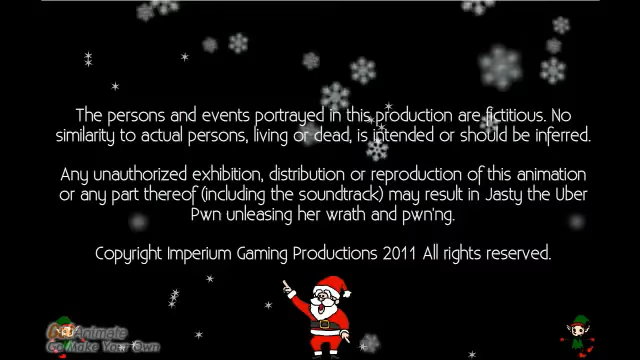 The persons and events portrayed in this production are fictitious. No
similarity to actual persons, living or dead, is intended or should be inferred.
Any unauthorized exhibition, distribution or reproduction of this animation
or any part thereof (including the soundtrack) may result in Jasty the Uber
Pwn unleasing her wrath and pwn'ng.
Copyright Imperium Gaming Productions 2011 All rights reserved.
Animate
Go Make Your Own